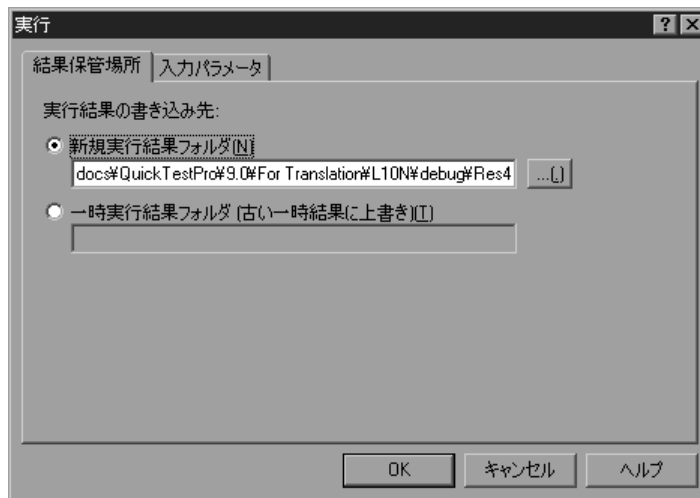 実行
結果保管場所 入力パラメータ
実行結果の書き込み先:
新規実行結果フォルダ(N)
docs¥QuickTestPro¥9.0¥For Translation¥L10N¥debug¥Res4 ...(.)
一時実行結果フォルダ (古い一時結果に上書き)(T)
OK キャンセル ヘルプ